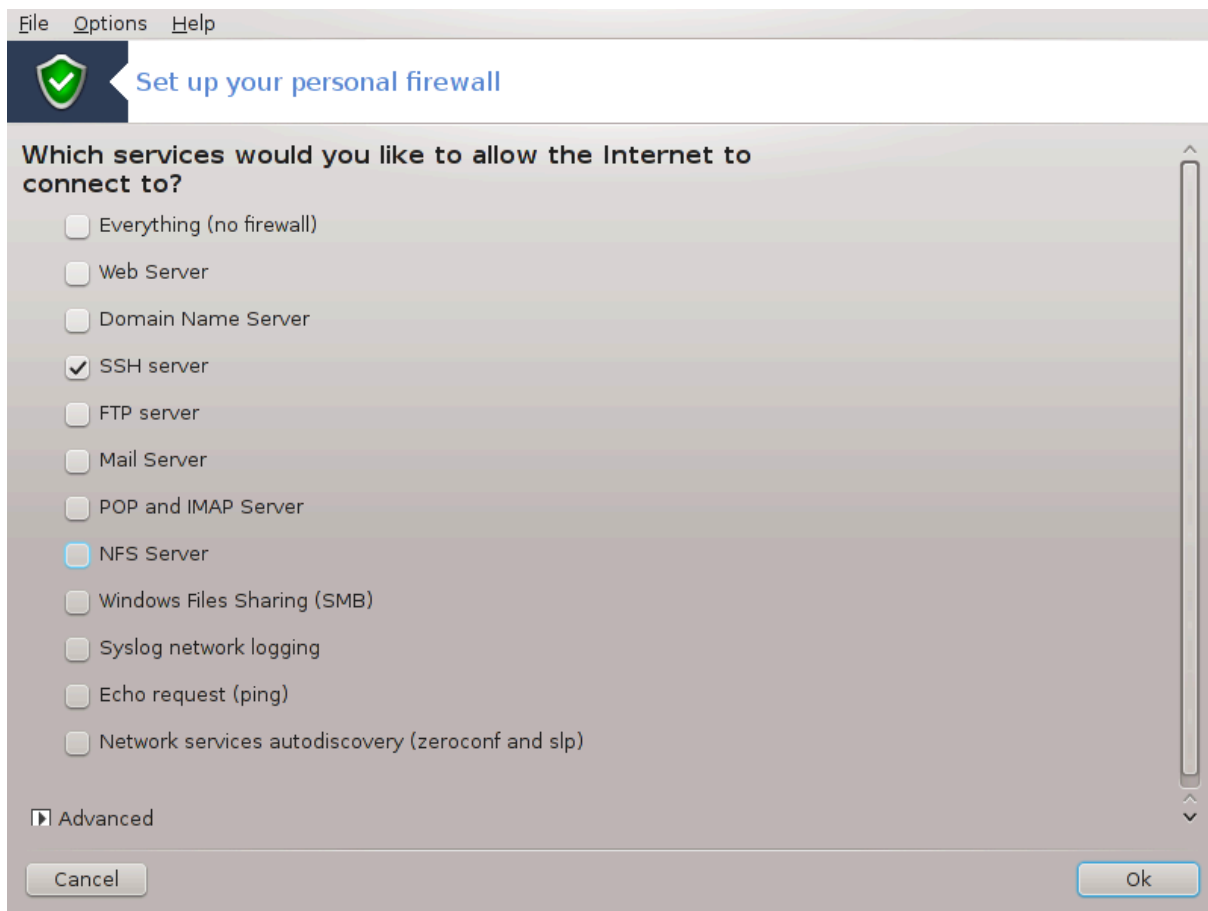 File Options Help
Set up your personal firewall
Which services would you like to allow the Internet to
connect to?
Everything (no firewall)
Web Server
Domain Name Server
SSH server
FTP server
Mail Server
POP and IMAP Server
NFS Server
Windows Files Sharing (SMB)
Syslog network logging
Echo request (ping)
Network services autodiscovery (zeroconf and slp)
Advanced
Cancel Ok